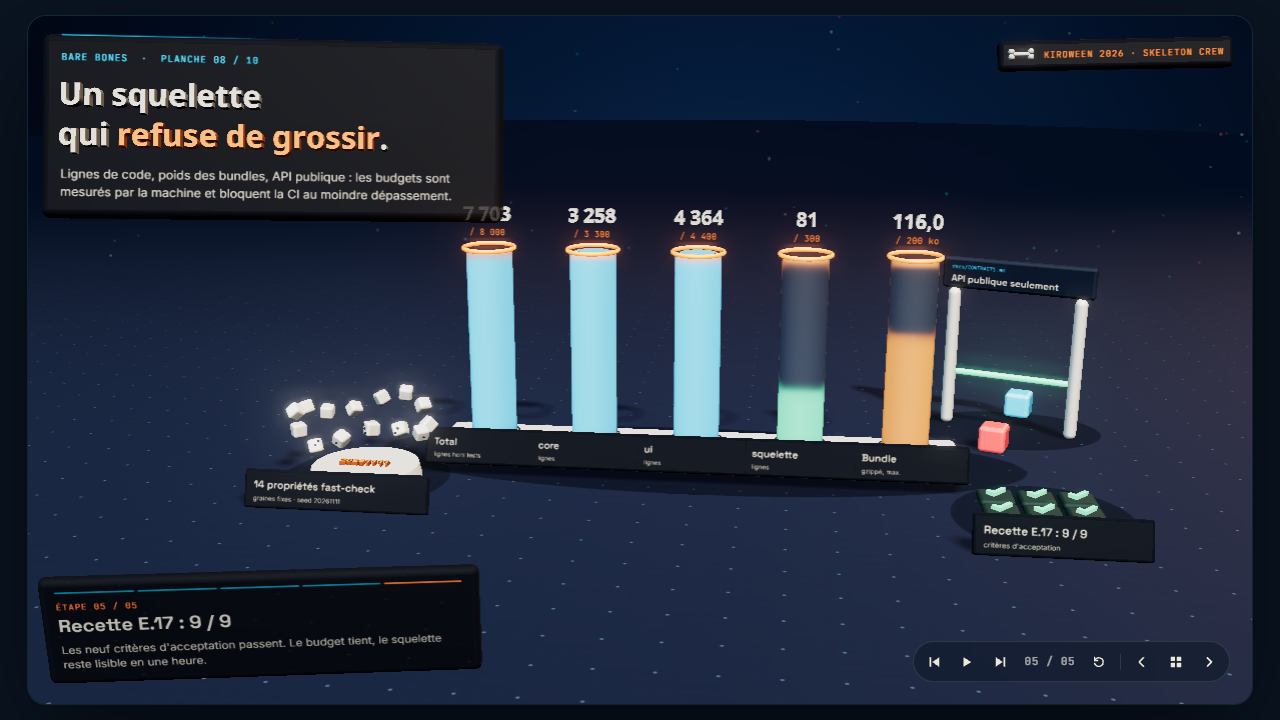 BARE BONES · PLANCHE 08 / 10
KIROWEEN 2026 · SKELETON CREW
Un squelette
qui refuse de grossir.
Lignes de code, poids des bundles, API publique : les budgets sont
mesurés par la machine et bloquent la CI au moindre dépassement.
7 703
/ 8 000
3 258
/ 3 300
4 364
/ 4 400
81
/ 300
116,0
/ 200 ko
API publique seulement
Total
lignes hors tests
core
lignes
ui
lignes
squelette
lignes
Bundle
gzippé, max.
14 propriétés fast-check
graines fixes · seed 20261111
Recette E.17 : 9 / 9
critères d'acceptation
ÉTAPE 05 / 05
Recette E.17 : 9 / 9
Les neuf critères d'acceptation passent. Le budget tient, le squelette
reste lisible en une heure.
05 / 05